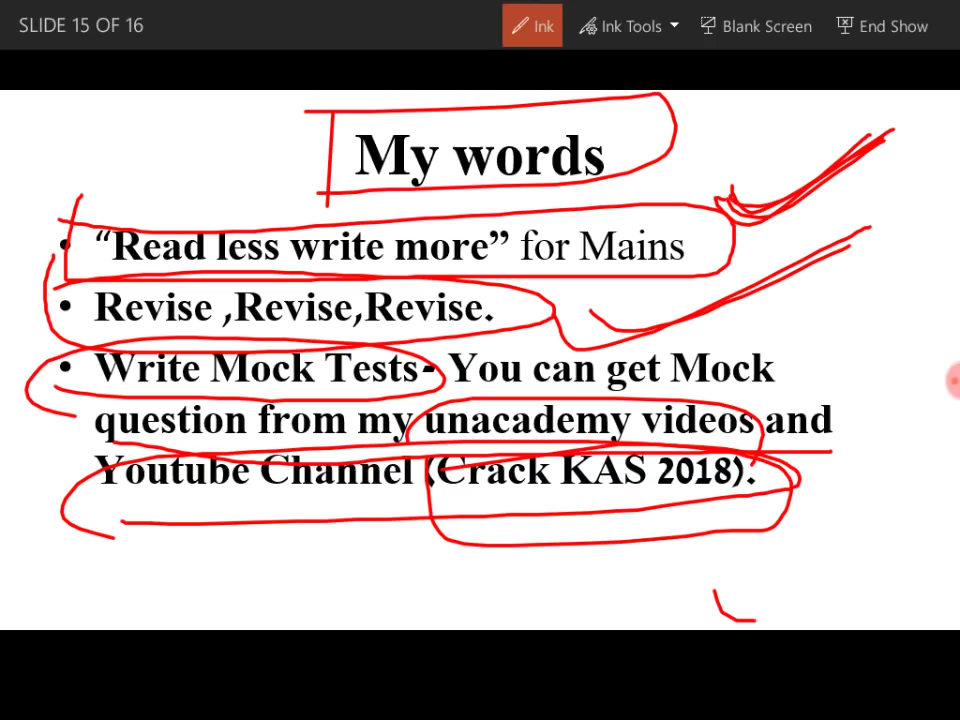 SLIDE 15 OF 16 Ink Ink Tools Blank Screen End Show
My words
• “Read less write more” for Mains
• Revise ,Revise,Revise.
• Write Mock Tests- You can get Mock
question from my unacademy videos and
Youtube Channel (Crack KAS 2018).